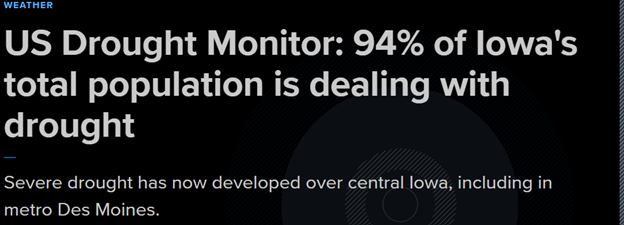 WEATHER
US Drought Monitor: 94% of Iowa's
total population is dealing with
drought
Severe drought has now developed over central Iowa, including in
metro Des Moines.